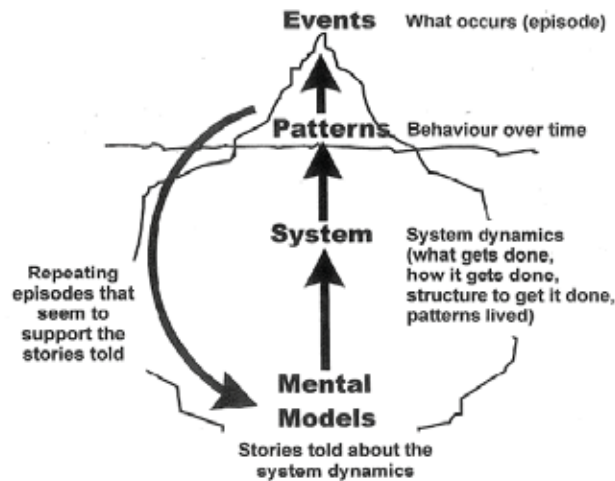 Events
What occurs (episode)
Patterns
Behaviour over time
System
System dynamics
(what gets done,
how it gets done,
structure to get it done,
patterns lived)
Repeating
episodes that
seem to
support the
stories told
Mental
Models
Stories told about the
system dynamics